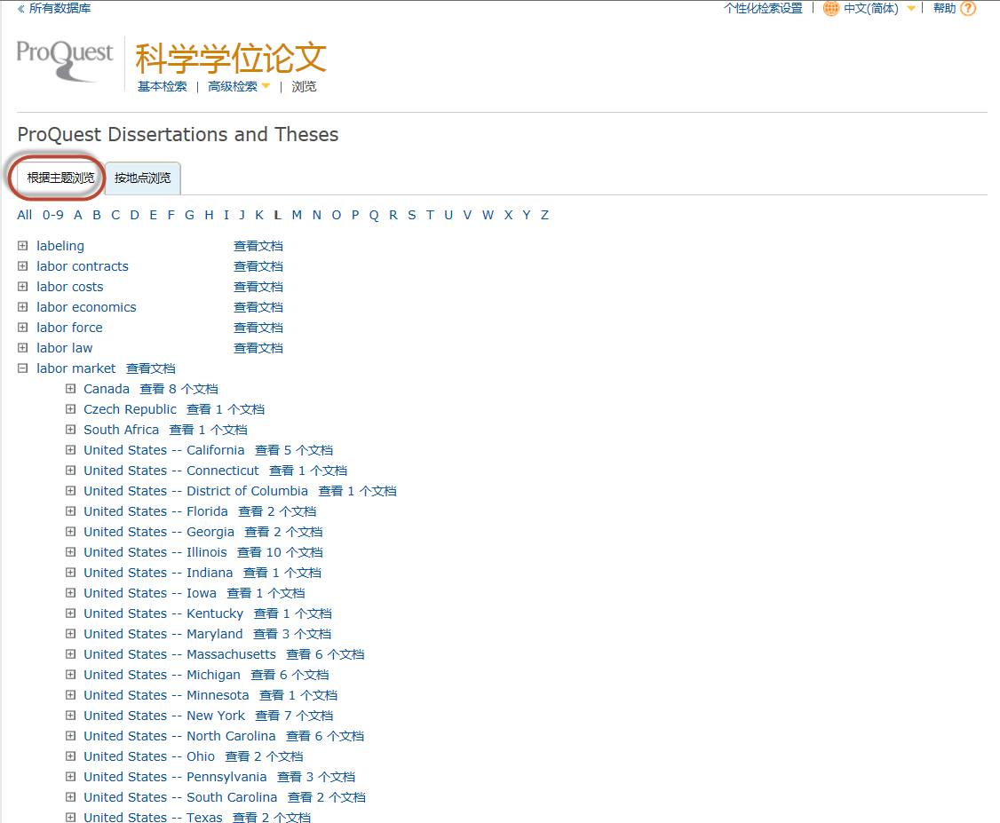 « 所有数据库 个性化检索设置 | 中文(简体) | 帮助 ?
ProQuest 科学学位论文
基本检索 | 高级检索 | 浏览
ProQuest Dissertations and Theses
根据主题浏览 按地点浏览
All 0-9 A B C D E F G H I J K L M N O P Q R S T U V W X Y Z
labeling 查看文档
labor contracts 查看文档
labor costs 查看文档
labor economics 查看文档
labor force 查看文档
labor law 查看文档
labor market 查看文档
Canada 查看 8 个文档
Czech Republic 查看 1 个文档
South Africa 查看 1 个文档
United States -- California 查看 5 个文档
United States -- Connecticut 查看 1 个文档
United States -- District of Columbia 查看 1 个文档
United States -- Florida 查看 2 个文档
United States -- Georgia 查看 2 个文档
United States -- Illinois 查看 10 个文档
United States -- Indiana 查看 1 个文档
United States -- Iowa 查看 1 个文档
United States -- Kentucky 查看 1 个文档
United States -- Maryland 查看 3 个文档
United States -- Massachusetts 查看 6 个文档
United States -- Michigan 查看 6 个文档
United States -- Minnesota 查看 1 个文档
United States -- New York 查看 7 个文档
United States -- North Carolina 查看 6 个文档
United States -- Ohio 查看 2 个文档
United States -- Pennsylvania 查看 3 个文档
United States -- South Carolina 查看 2 个文档
United States -- Texas 查看 2 个文档